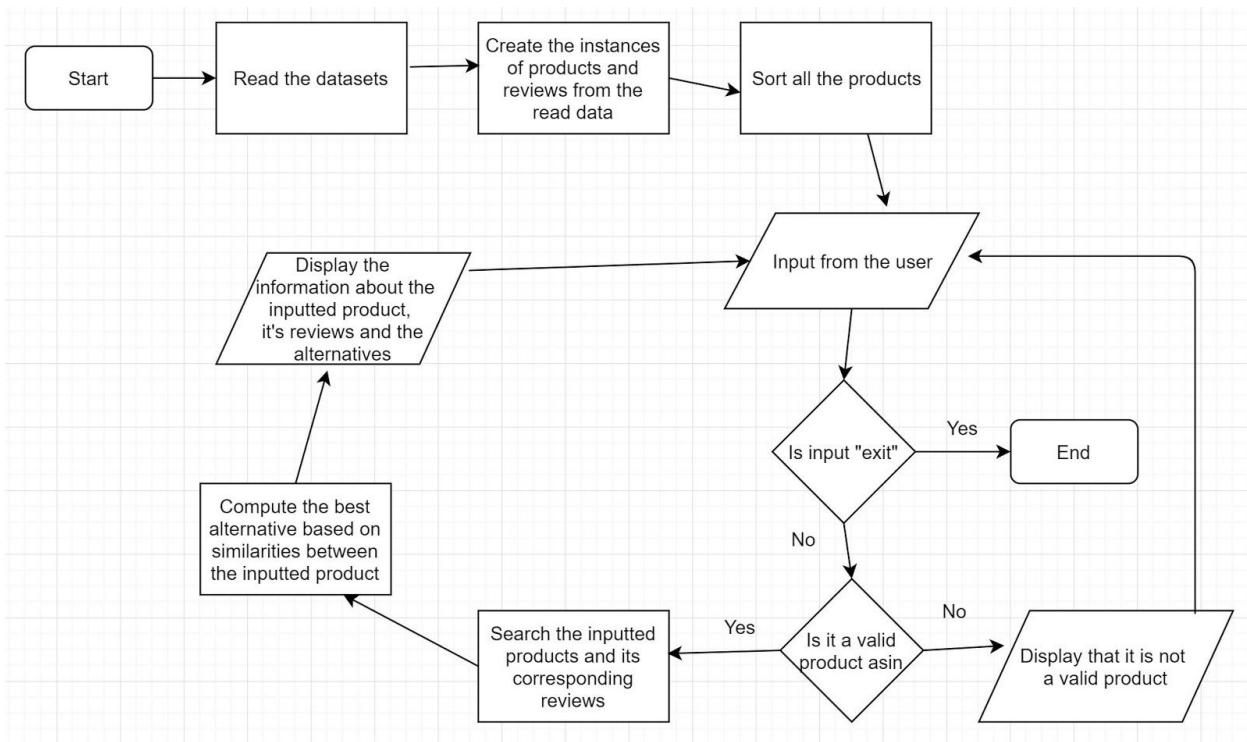 Start
Read the datasets
Create the instances
of products and
reviews from the
read data
Sort all the products
Input from the user
Is input "exit"
Yes
End
No
Is it a valid
product asin
No
Display that it is not
a valid product
Yes
Search the inputted
products and its
corresponding
reviews
Compute the best
alternative based on
similarities between
the inputted product
Display the
information about the
inputted product,
it's reviews and the
alternatives